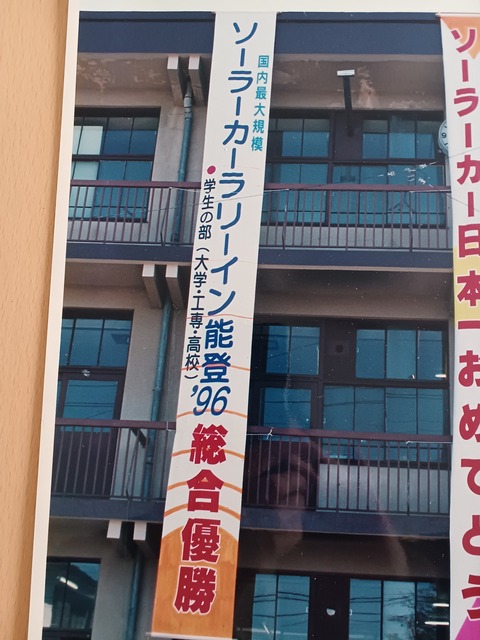 ソーラーカー日本一おめでとう
国内最大規模
ソーラーカーラリーイン能登'96
●学生の部(大学・工専・高校)
総合優勝